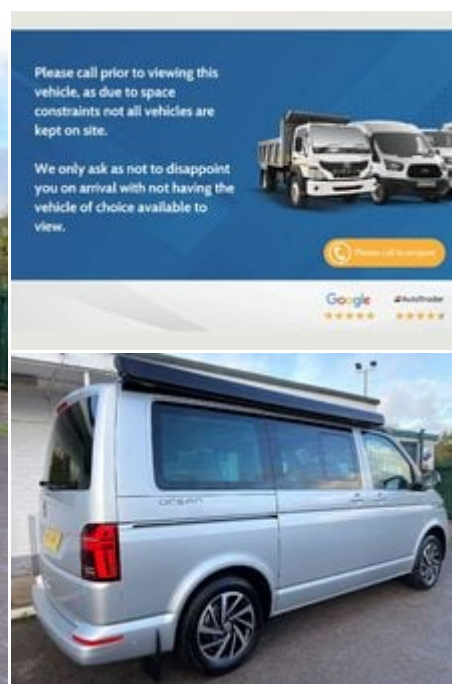 Please call prior to viewing this
vehicle, as due to space
constraints not all vehicles are
kept on site.
We only ask as not to disappoint
you on arrival with not having the
vehicle of choice available to
view.
Please call to enquire
Google
AutoTrader
OCEAN